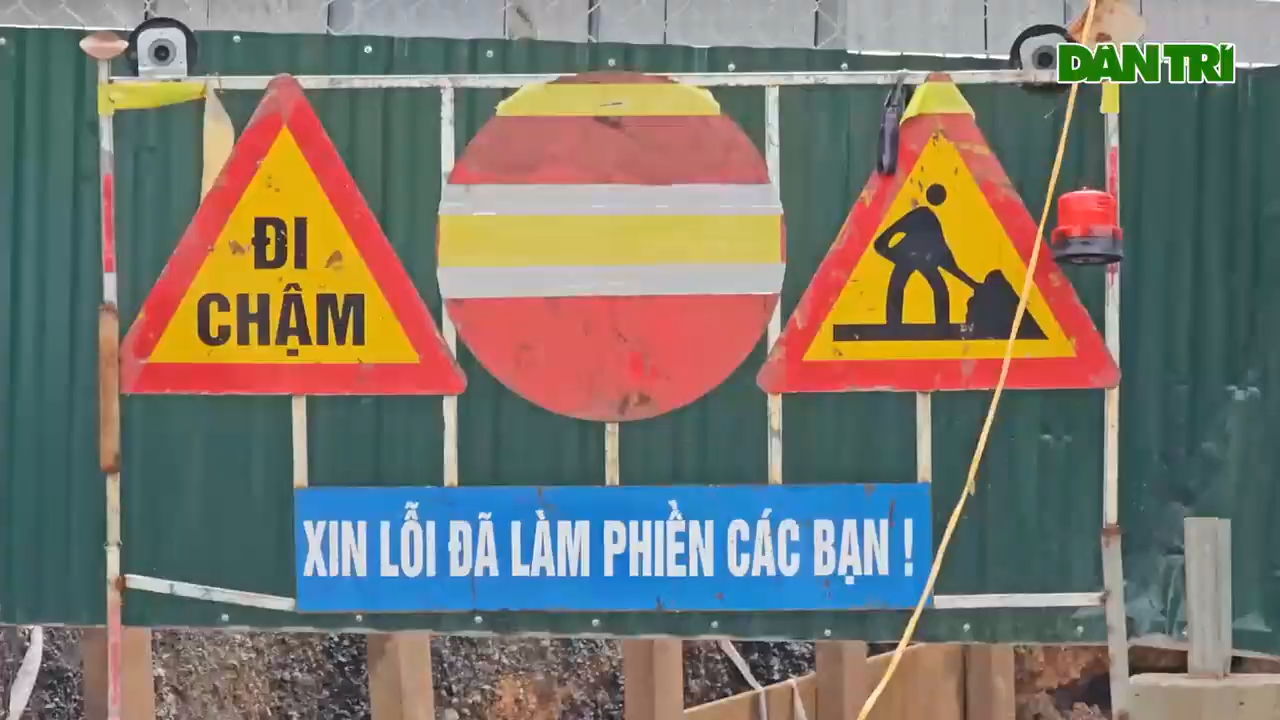 DÂN TRÍ
ĐI
CHẬM
XIN LỖI ĐÃ LÀM PHIỀN CÁC BẠN !